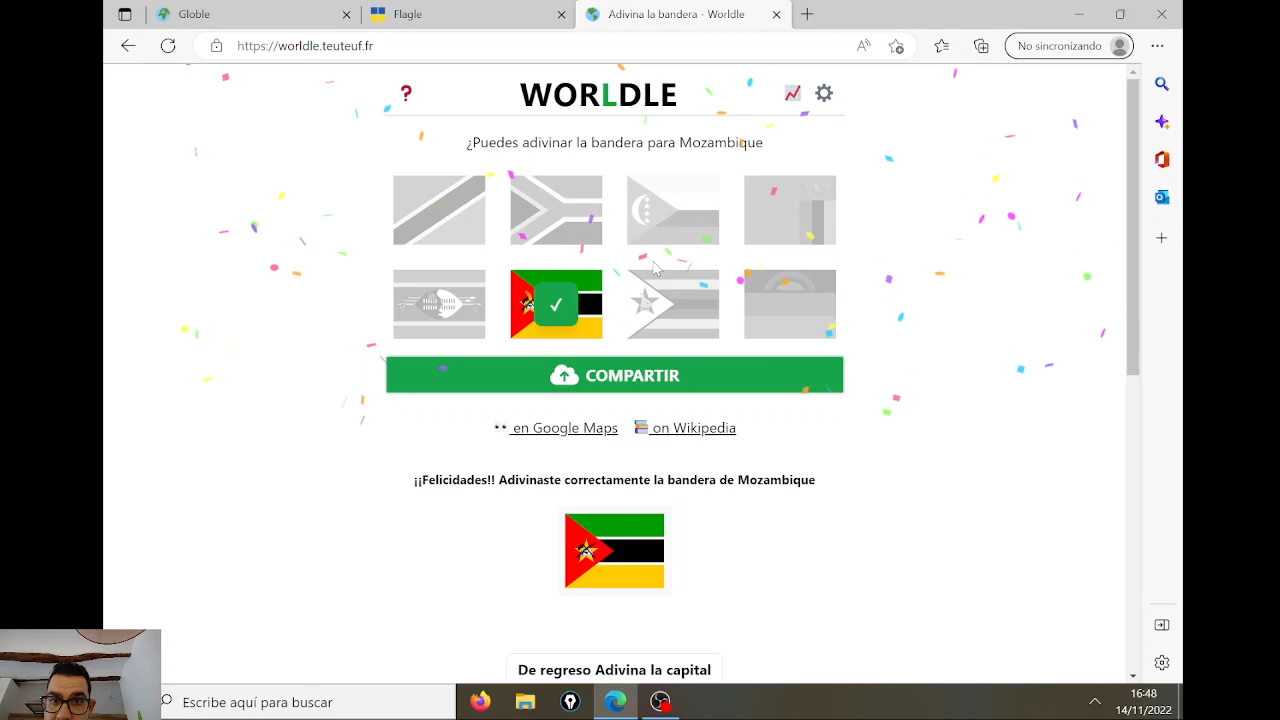 Globle
Flagle
Adivina la bandera - Worldle
https://worldle.teuteuf.fr
No sincronizando
WORLDLE
¿Puedes adivinar la bandera para Mozambique
COMPARTIR
en Google Maps
on Wikipedia
¡¡Felicidades!! Adivinaste correctamente la bandera de Mozambique
De regreso Adivina la capital
Escribe aquí para buscar
16:48
14/11/2022